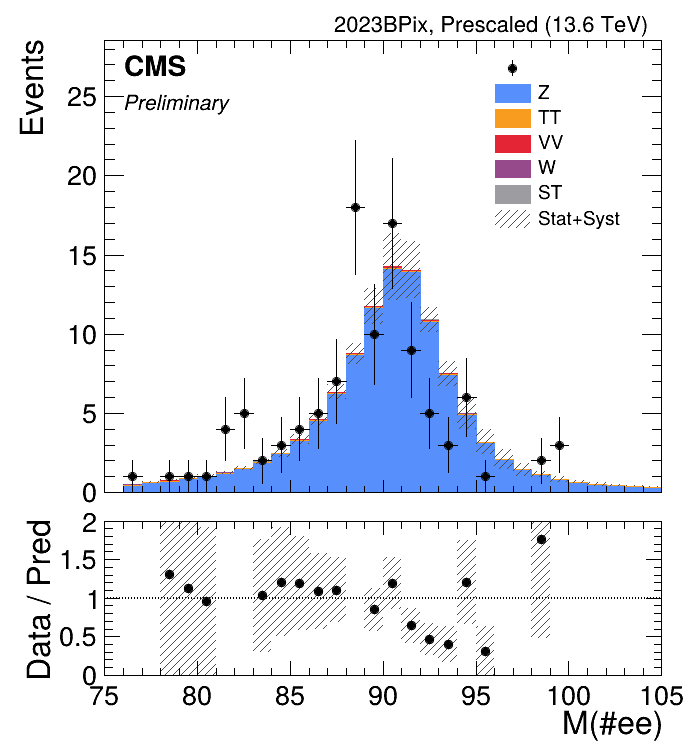 2023BPix, Prescaled (13.6 TeV)
Events
CMS
Preliminary
Z
TT
VV
W
ST
Stat+Syst
25
20
15
10
5
0
Data / Pred
2
1.5
1
0.5
0
75 80 85 90 95 100 105
M(#ee)